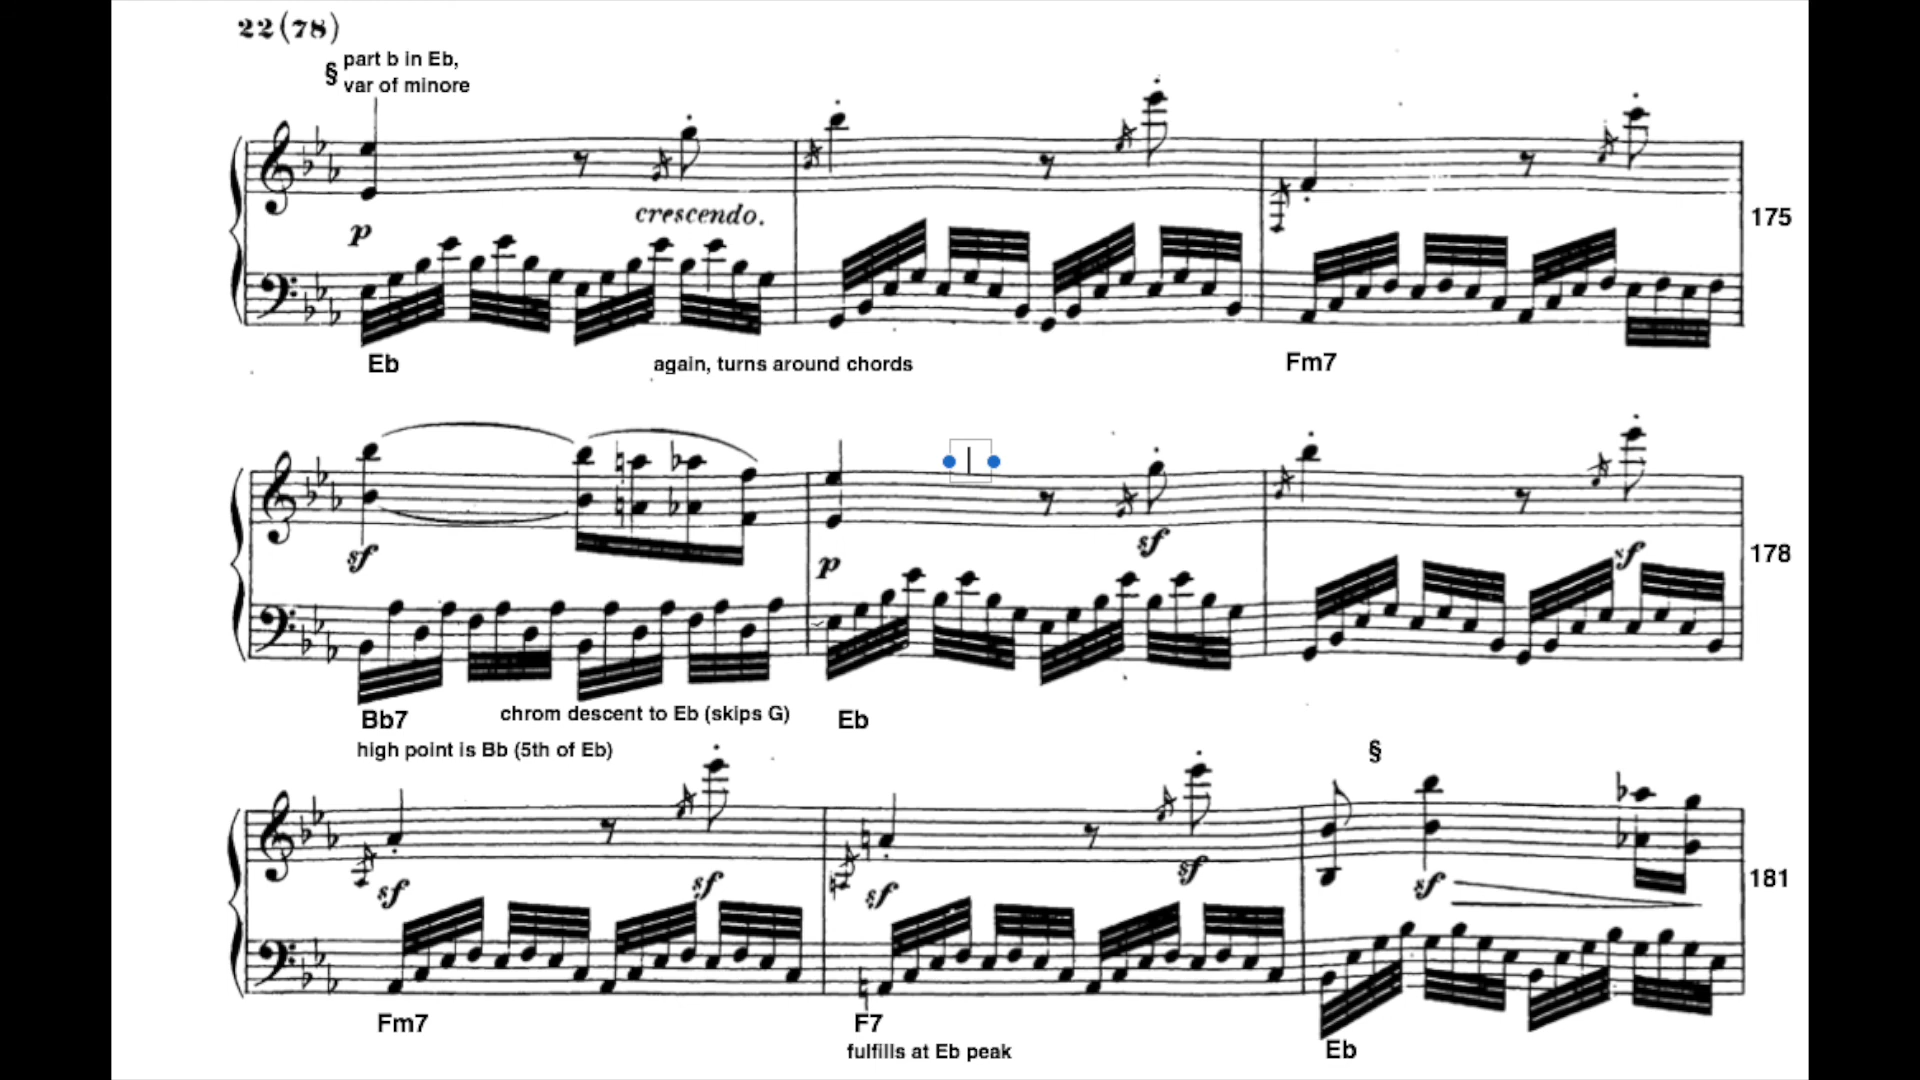 22(78)
§ part b in Eb,
var of minore
p
crescendo.
175
Eb
again, turns around chords
Fm7
sf
p
sf
sf
178
Bb7
chrom descent to Eb (skips G)
Eb
high point is Bb (5th of Eb)
§
sf
sf
sf
sf
sf
181
Fm7
F7
Eb
fulfills at Eb peak